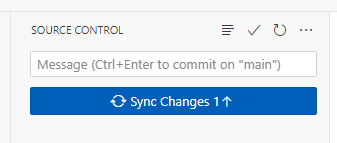 SOURCE CONTROL
Message (Ctrl+Enter to commit on "main")
Sync Changes 1↑